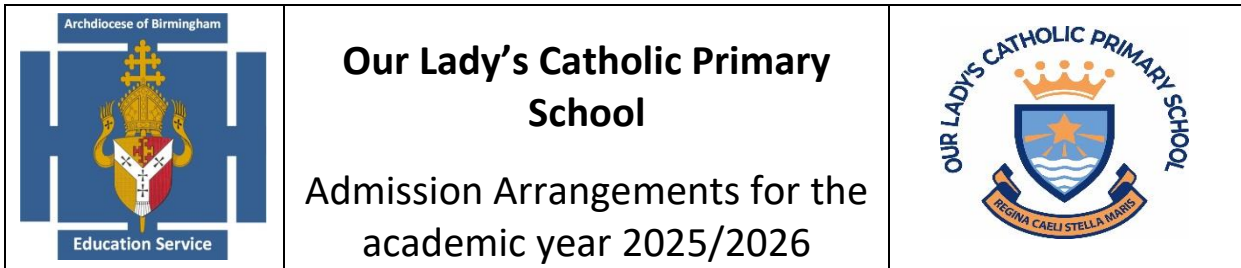 Archdiocese of Birmingham
Education Service
Our Lady’s Catholic Primary
School
Admission Arrangements for the
academic year 2025/2026
OUR LADY'S CATHOLIC PRIMARY SCHOOL
REGINA CAELI STELLA MARIS